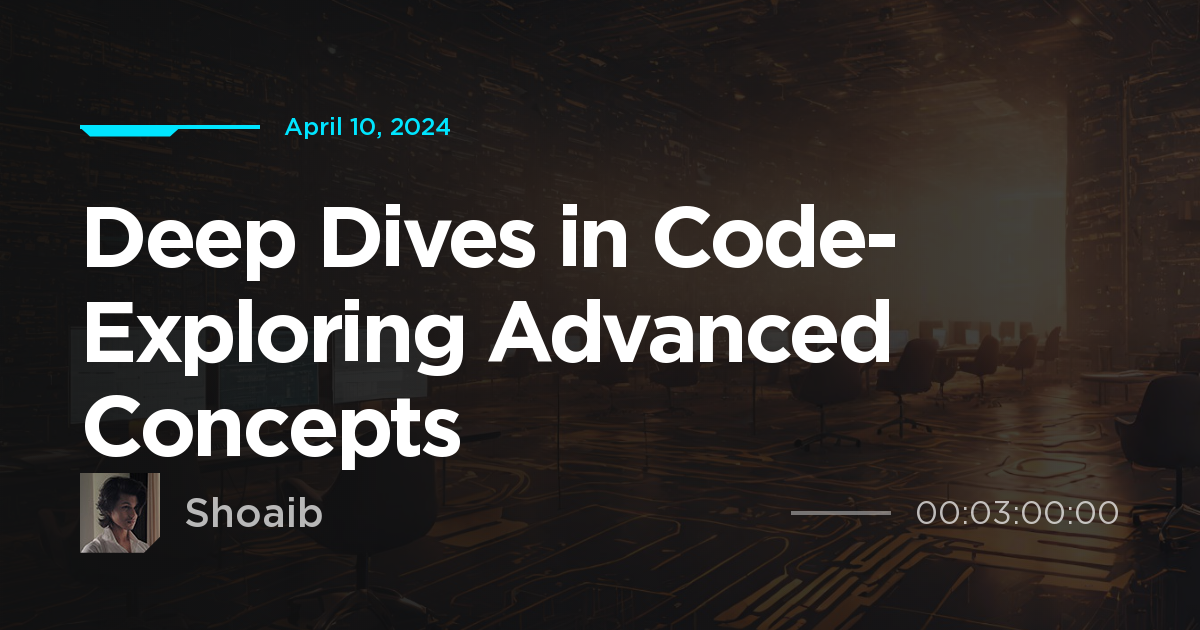 April 10, 2024
Deep Dives in Code-
Exploring Advanced
Concepts
Shoaib
00:03:00:00